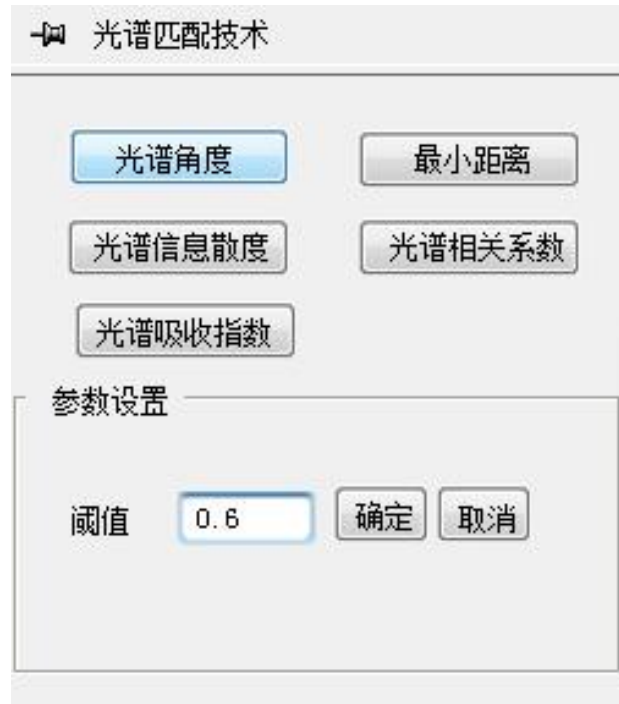 光谱匹配技术
光谱角度 最小距离
光谱信息散度 光谱相关系数
光谱吸收指数
参数设置
阈值 0.6 确定 取消